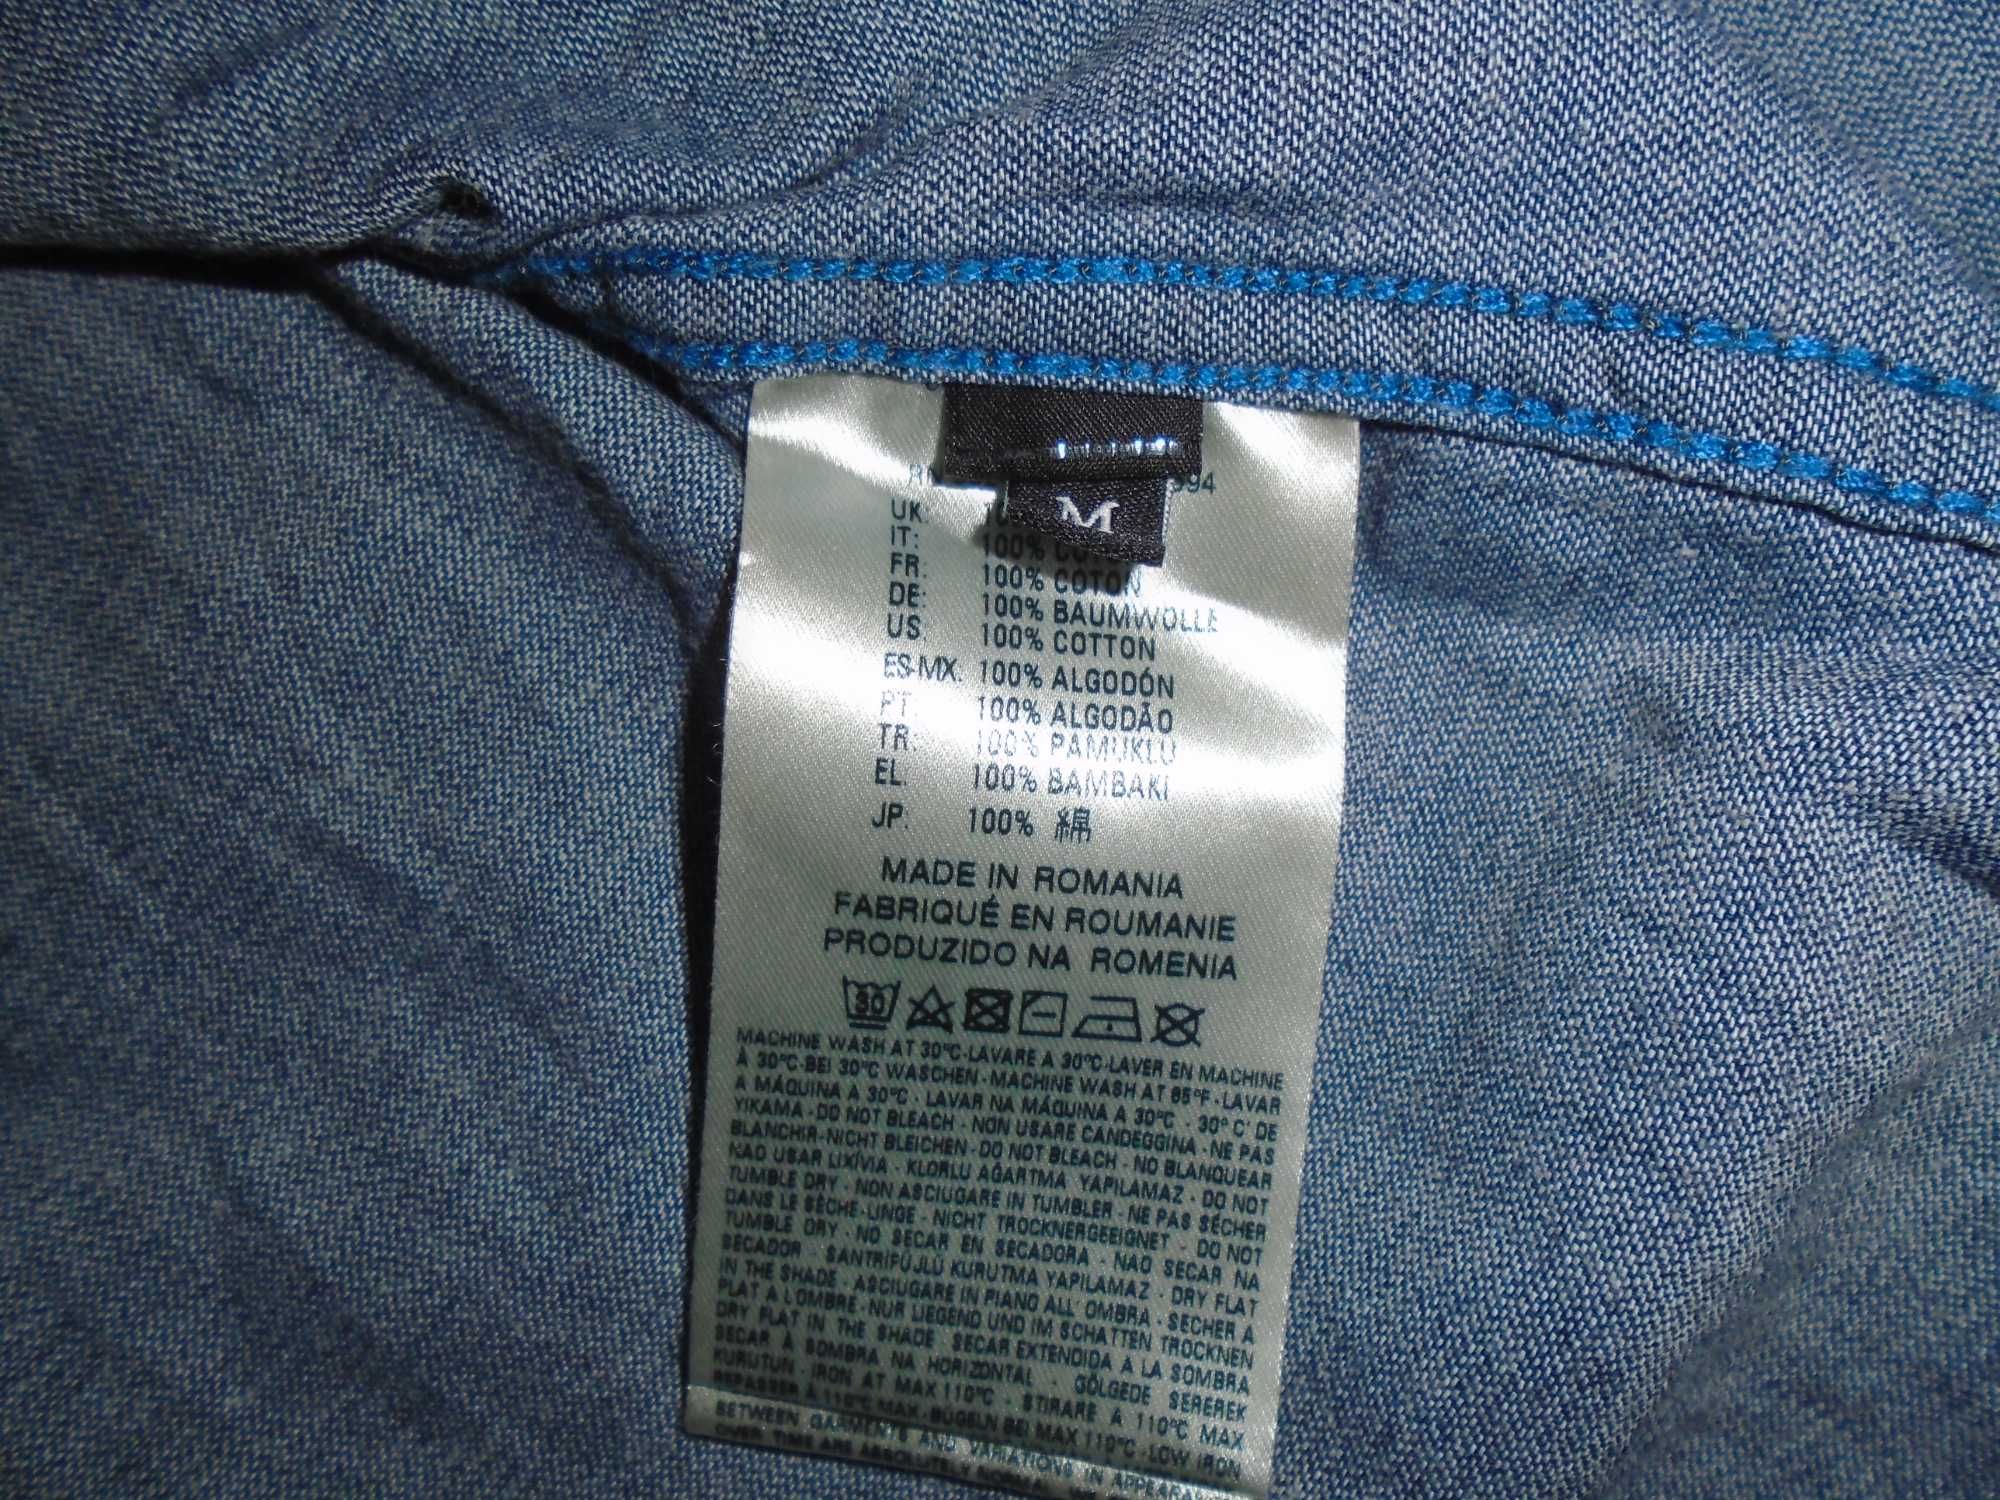 M
UK:
IT: 100%
FR: 100% COTON
DE: 100% BAUMWOLLE
US: 100% COTTON
ES-MX. 100% ALGODÓN
PT: 100% ALGODÃO
TR: 100% PAMUKLU
EL: 100% BAMBAKI
JP: 100% 綿
MADE IN ROMANIA
FABRIQUÉ EN ROUMANIE
PRODUZIDO NA ROMENIA
30
MACHINE WASH AT 30°C-LAVARE A 30°C-LAVER EN MACHINE
À 30°C-BEI 30°C WASCHEN - MACHINE WASH AT 85°F - LAVAR
A MÁQUINA A 30°C - LAVAR NA MÁQUINA A 30°C - 30° C' DE
YIKAMA - DO NOT BLEACH - NON USARE CANDEGGINA - NE PAS
BLANCHIR-NICHT BLEICHEN - DO NOT BLEACH - NO BLANQUEAR
NAO USAR LIXÍVIA - KLORLU AĞARTMA YAPILAMAZ - DO NOT
TUMBLE DRY - NON ASCIUGARE IN TUMBLER - NE PAS SÉCHER
DANS LE SÈCHE-LINGE - NICHT TROCKNERGEEIGNET - DO NOT
TUMBLE DRY - NO SECAR EN SECADORA - NAO SECAR NA
SECADOR - SANTRIFÜJLÜ KURUTMA YAPILAMAZ - DRY FLAT
IN THE SHADE - ASCIUGARE IN PIANO ALL' OMBRA - SECHER A
PLAT A L'OMBRE - NUR LIEGEND UND IM SCHATTEN TROCKNEN
DRY FLAT IN THE SHADE SECAR EXTENDIDA A LA SOMBRA
SECAR À SOMBRA NA HORIZONTAL - GÖLGEDE SEREREK
KURUTUN IRON AT MAX 110°C - STIRARE A 110°C MAX
REPASSER À 110°C MAX. BÜGELN BEI MAX 110°C - LOW IRON
BETWEEN GARMENTS AND VARIATIONS IN
OVER TIME ARE ABSOLUTELY